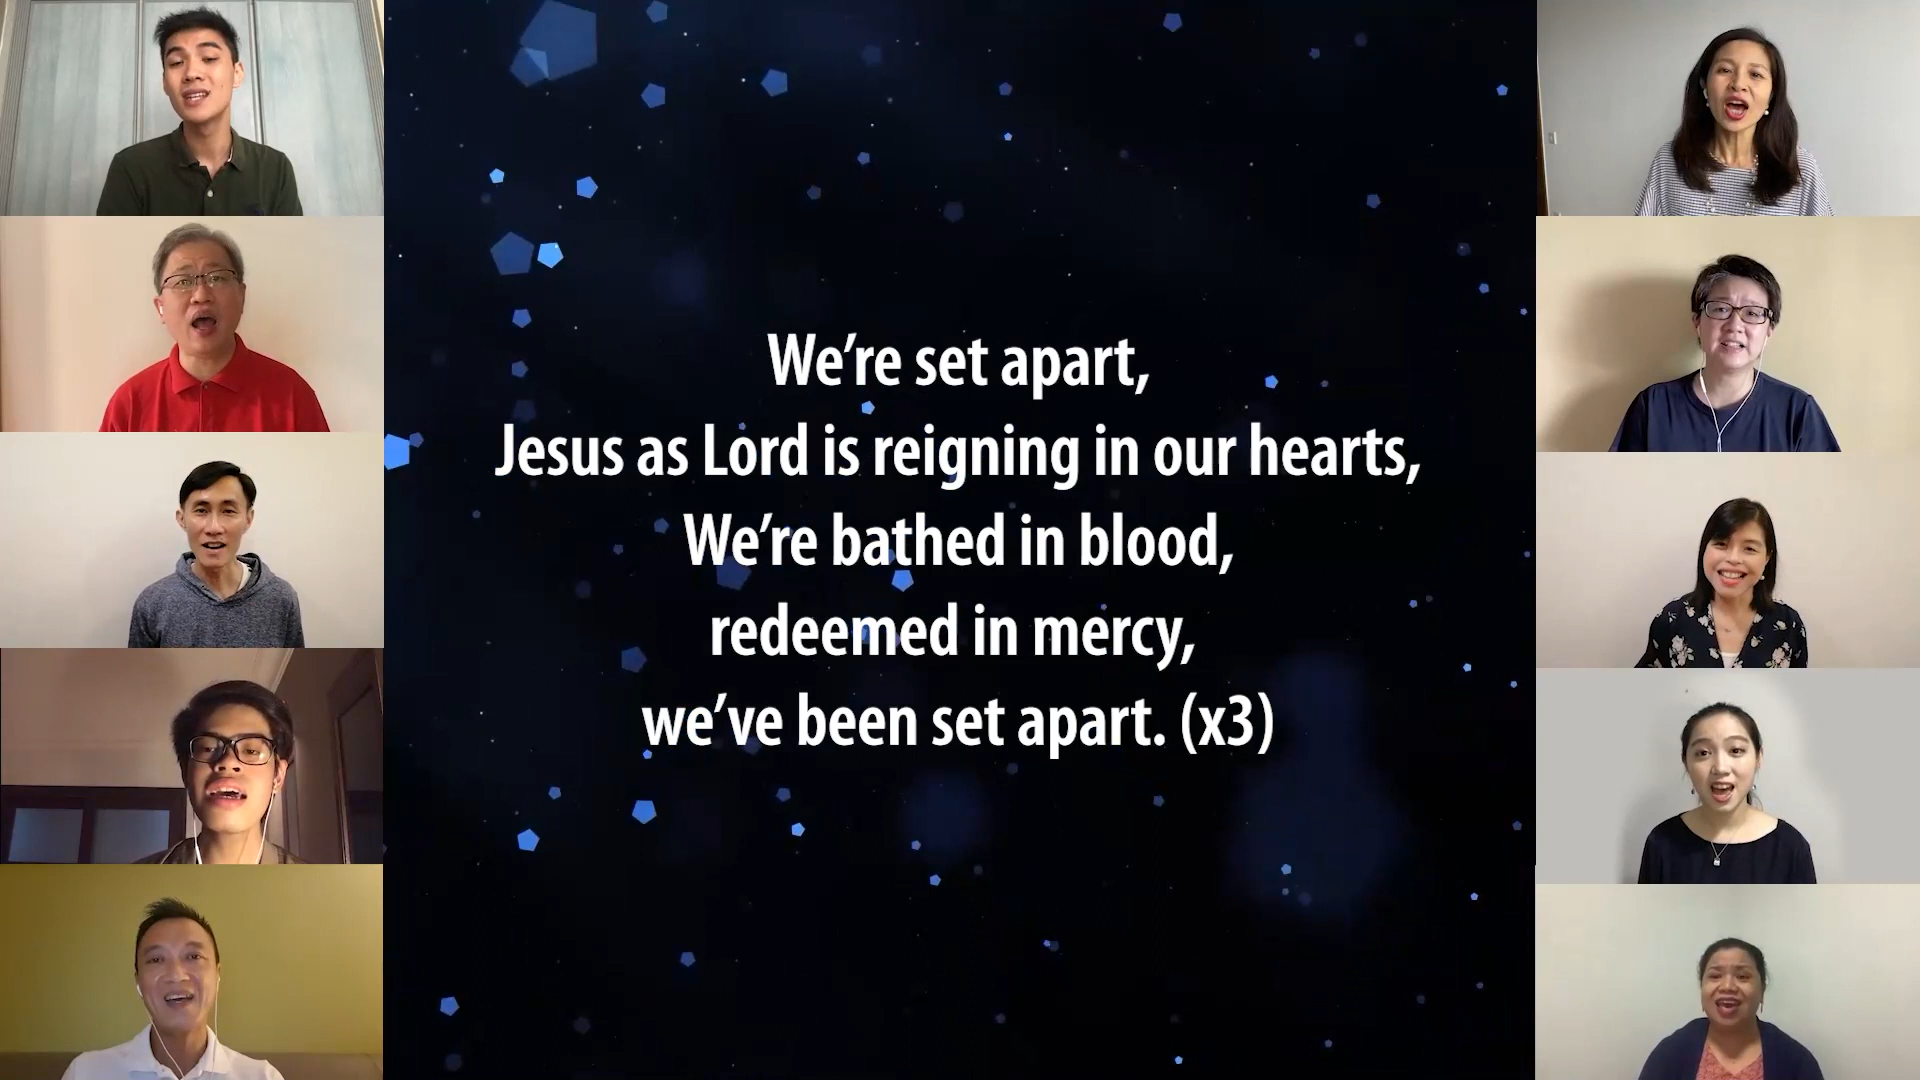 We’re set apart,
Jesus as Lord is reigning in our hearts,
We’re bathed in blood,
redeemed in mercy,
we’ve been set apart. (x3)